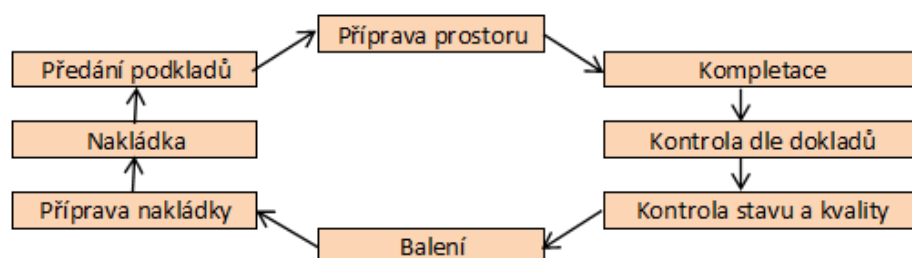 Příprava prostoru
Předání podkladů
Kompletace
Nakládka
Kontrola dle dokladů
Příprava nakládky
Kontrola stavu a kvality
Balení